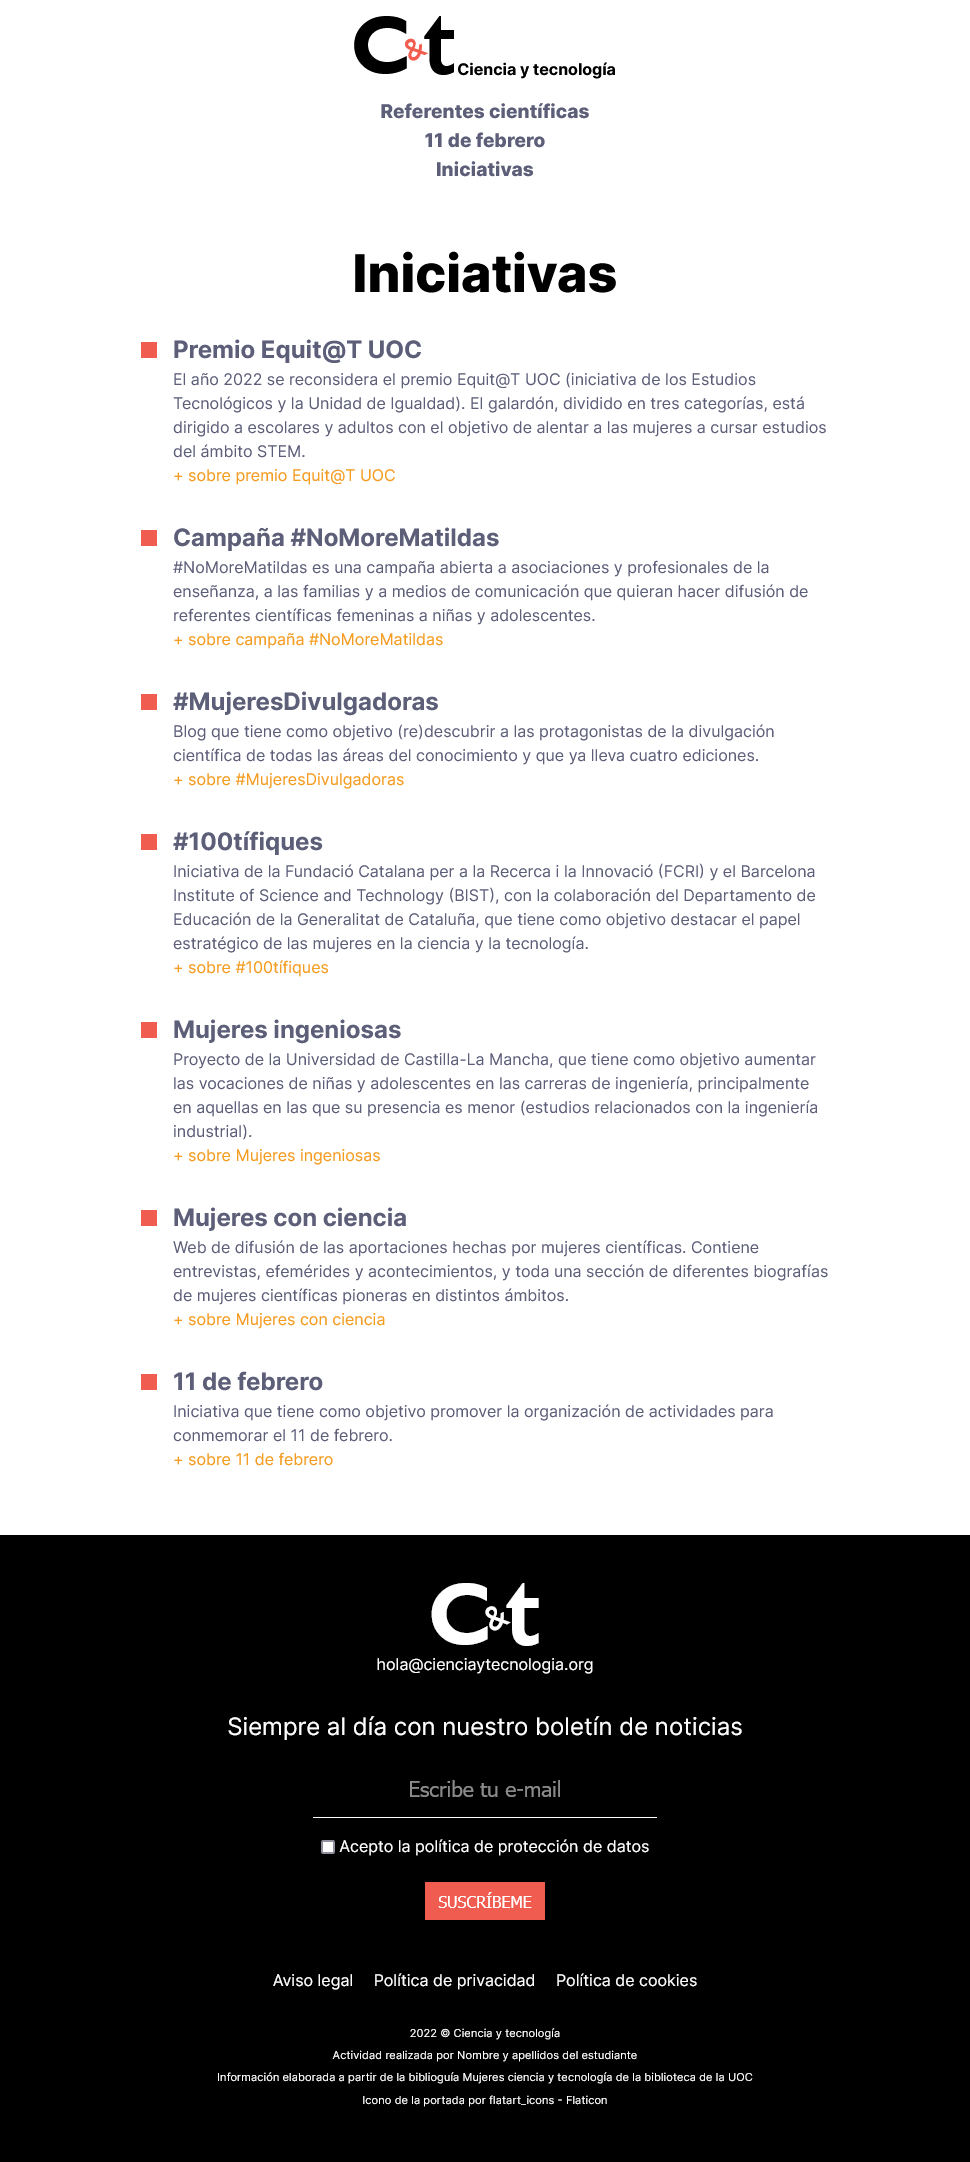 C&t Ciencia y tecnología
Referentes científicas
11 de febrero
Iniciativas
Iniciativas
Premio Equit@T UOC
El año 2022 se reconsidera el premio Equit@T UOC (iniciativa de los Estudios
Tecnológicos y la Unidad de Igualdad). El galardón, dividido en tres categorías, está
dirigido a escolares y adultos con el objetivo de alentar a las mujeres a cursar estudios
del ámbito STEM.
+ sobre premio Equit@T UOC
Campaña #NoMoreMatildas
#NoMoreMatildas es una campaña abierta a asociaciones y profesionales de la
enseñanza, a las familias y a medios de comunicación que quieran hacer difusión de
referentes científicas femeninas a niñas y adolescentes.
+ sobre campaña #NoMoreMatildas
#MujeresDivulgadoras
Blog que tiene como objetivo (re)descubrir a las protagonistas de la divulgación
científica de todas las áreas del conocimiento y que ya lleva cuatro ediciones.
+ sobre #MujeresDivulgadoras
#100tífiques
Iniciativa de la Fundació Catalana per a la Recerca i la Innovació (FCRI) y el Barcelona
Institute of Science and Technology (BIST), con la colaboración del Departamento de
Educación de la Generalitat de Cataluña, que tiene como objetivo destacar el papel
estratégico de las mujeres en la ciencia y la tecnología.
+ sobre #100tífiques
Mujeres ingeniosas
Proyecto de la Universidad de Castilla-La Mancha, que tiene como objetivo aumentar
las vocaciones de niñas y adolescentes en las carreras de ingeniería, principalmente
en aquellas en las que su presencia es menor (estudios relacionados con la ingeniería
industrial).
+ sobre Mujeres ingeniosas
Mujeres con ciencia
Web de difusión de las aportaciones hechas por mujeres científicas. Contiene
entrevistas, efemérides y acontecimientos, y toda una sección de diferentes biografías
de mujeres científicas pioneras en distintos ámbitos.
+ sobre Mujeres con ciencia
11 de febrero
Iniciativa que tiene como objetivo promover la organización de actividades para
conmemorar el 11 de febrero.
+ sobre 11 de febrero
C&t
hola@cienciaytecnologia.org
Siempre al día con nuestro boletín de noticias
Escribe tu e-mail
Acepto la política de protección de datos
SUSCRÍBEME
Aviso legal Política de privacidad Política de cookies
2022 © Ciencia y tecnología
Actividad realizada por Nombre y apellidos del estudiante
Información elaborada a partir de la biblioguía Mujeres ciencia y tecnología de la biblioteca de la UOC
Icono de la portada por flatart_icons - Flaticon